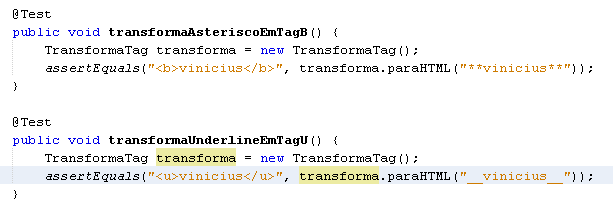 @Test
public void transformaAsteriscoEmTagB() {
TransformaTag transforma = new TransformaTag();
assertEquals("<b>vinicius</b>", transforma.paraHTML("**vinicius**"));
}
@Test
public void transformaUnderlineEmTagU() {
TransformaTag transforma = new TransformaTag();
assertEquals("<u>vinicius</u>", transforma.paraHTML("__vinicius__"));
}